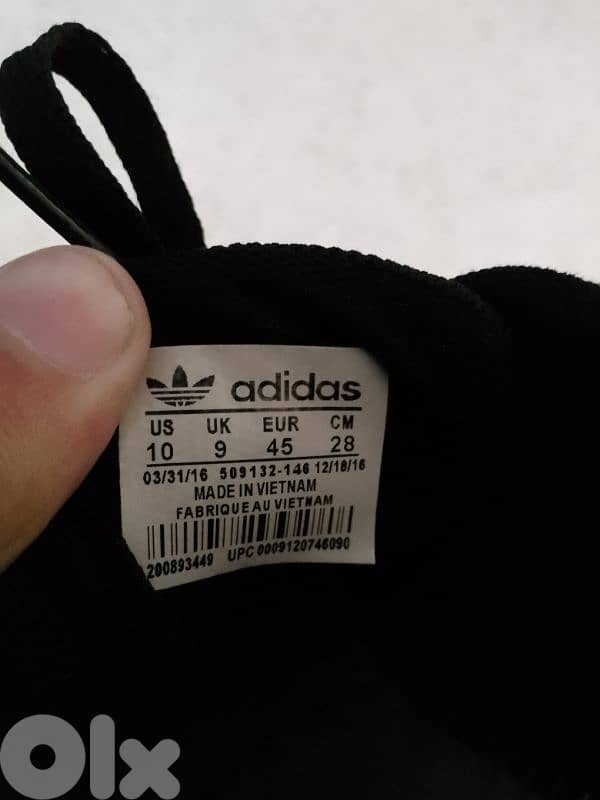 adidas
US UK EUR CM
10 9 45 28
03/31/16 509132-146 12/18/16
MADE IN VIETNAM
FABRIQUE AU VIETNAM
200893449 UPC 0009120746090
Olx